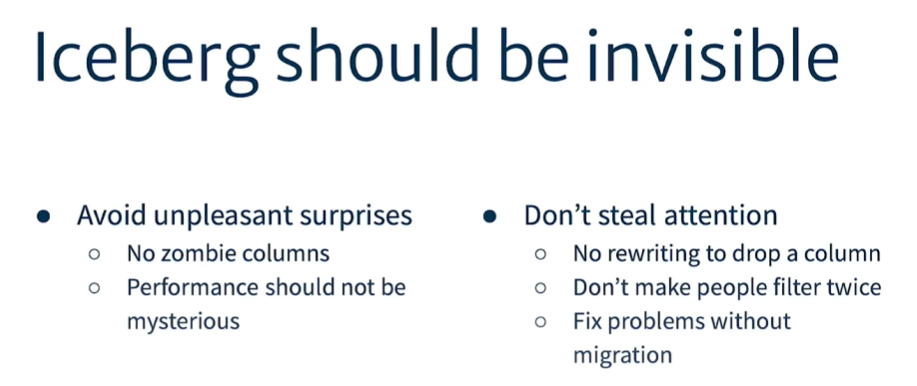 Iceberg should be invisible
● Avoid unpleasant surprises
○ No zombie columns
○ Performance should not be
mysterious
● Don’t steal attention
○ No rewriting to drop a column
○ Don’t make people filter twice
○ Fix problems without
migration